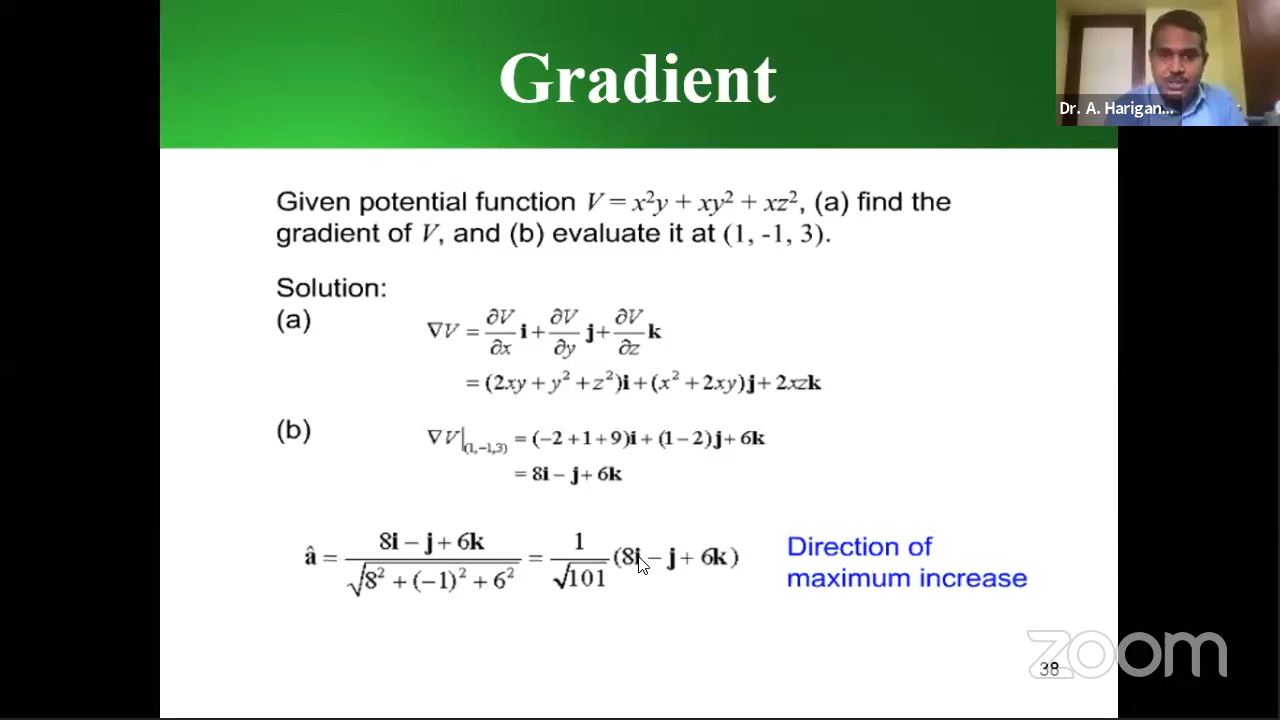 Gradient
Dr. A. Harigan...
Given potential function V = x²y + xy² + xz², (a) find the
gradient of V, and (b) evaluate it at (1, -1, 3).
Solution:
(a)
∇V = ∂V/∂x i + ∂V/∂y j + ∂V/∂z k
= (2xy + y² + z²)i + (x² + 2xy)j + 2xzk
(b)
∇V|(1,−1,3) = (−2 + 1 + 9)i + (1 − 2)j + 6k
= 8i − j + 6k
â = (8i − j + 6k)/√(8² + (−1)² + 6²) = 1/√101 (8i − j + 6k)
Direction of
maximum increase
zoom
38